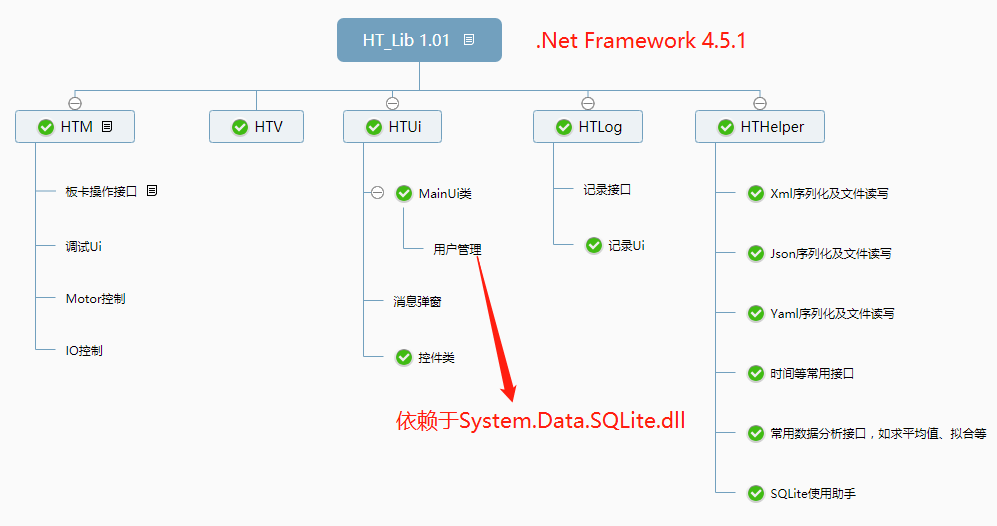 HT_Lib 1.01
.Net Framework 4.5.1
HTM
HTV
HTUi
HTLog
HTHelper
板卡操作接口
调试Ui
Motor控制
IO控制
MainUi类
用户管理
消息弹窗
控件类
依赖于System.Data.SQLite.dll
记录接口
记录Ui
Xml序列化及文件读写
Json序列化及文件读写
Yaml序列化及文件读写
时间等常用接口
常用数据分析接口，如求平均值、拟合等
SQLite使用助手